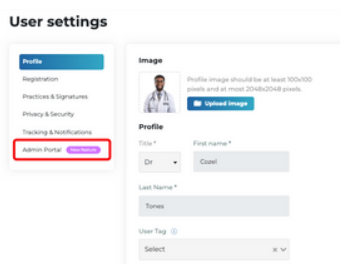 User settings
Profile
Registration
Practices & Signatures
Privacy & Security
Tracking & Notifications
Admin Portal
Image
Profile image should be at least 100x100
pixels and at most 2048x2048 pixels.
Upload image
Profile
Title *
First name *
Dr
Cozel
Last Name *
Tones
User Tag
Select